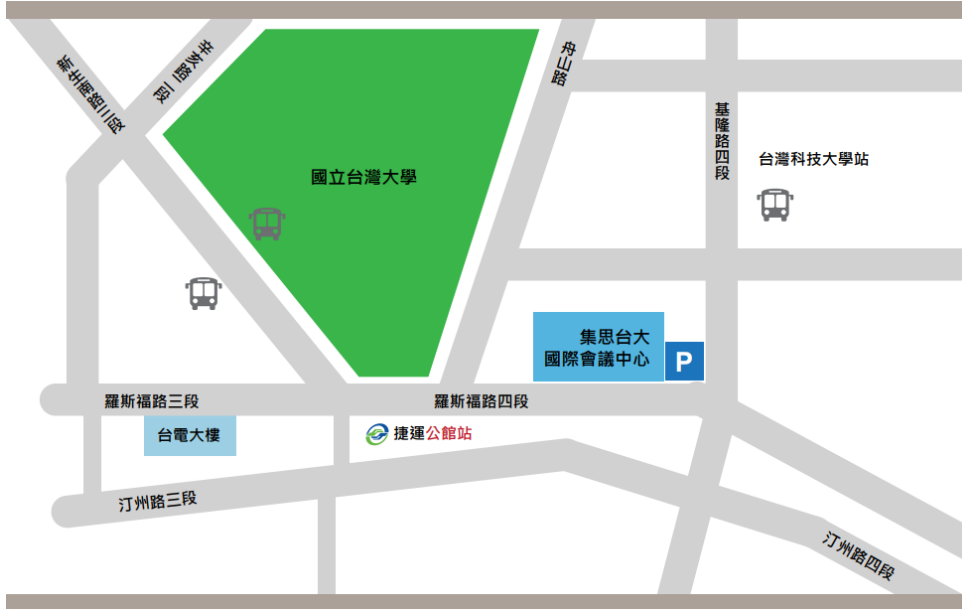 新生南路三段
辛亥路二段
舟山路
基隆路四段
台灣科技大學站
國立台灣大學
集思台大
國際會議中心
P
羅斯福路三段
羅斯福路四段
台電大樓
捷運公館站
汀州路三段
汀州路四段